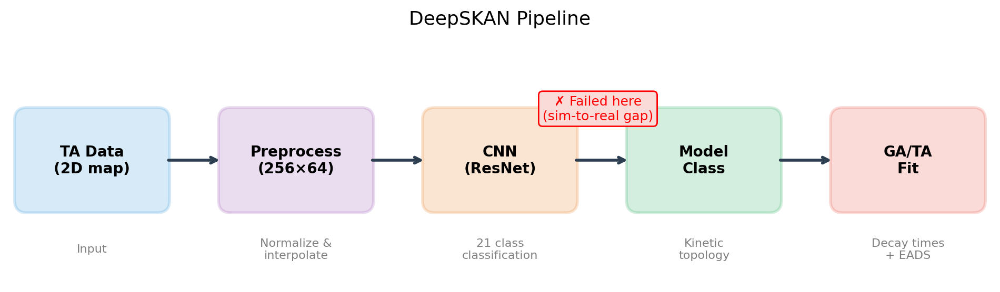 DeepSKAN Pipeline
✗ Failed here
(sim-to-real gap)
TA Data
(2D map)
Preprocess
(256×64)
CNN
(ResNet)
Model
Class
GA/TA
Fit
Input
Normalize &
interpolate
21 class
classification
Kinetic
topology
Decay times
+ EADS